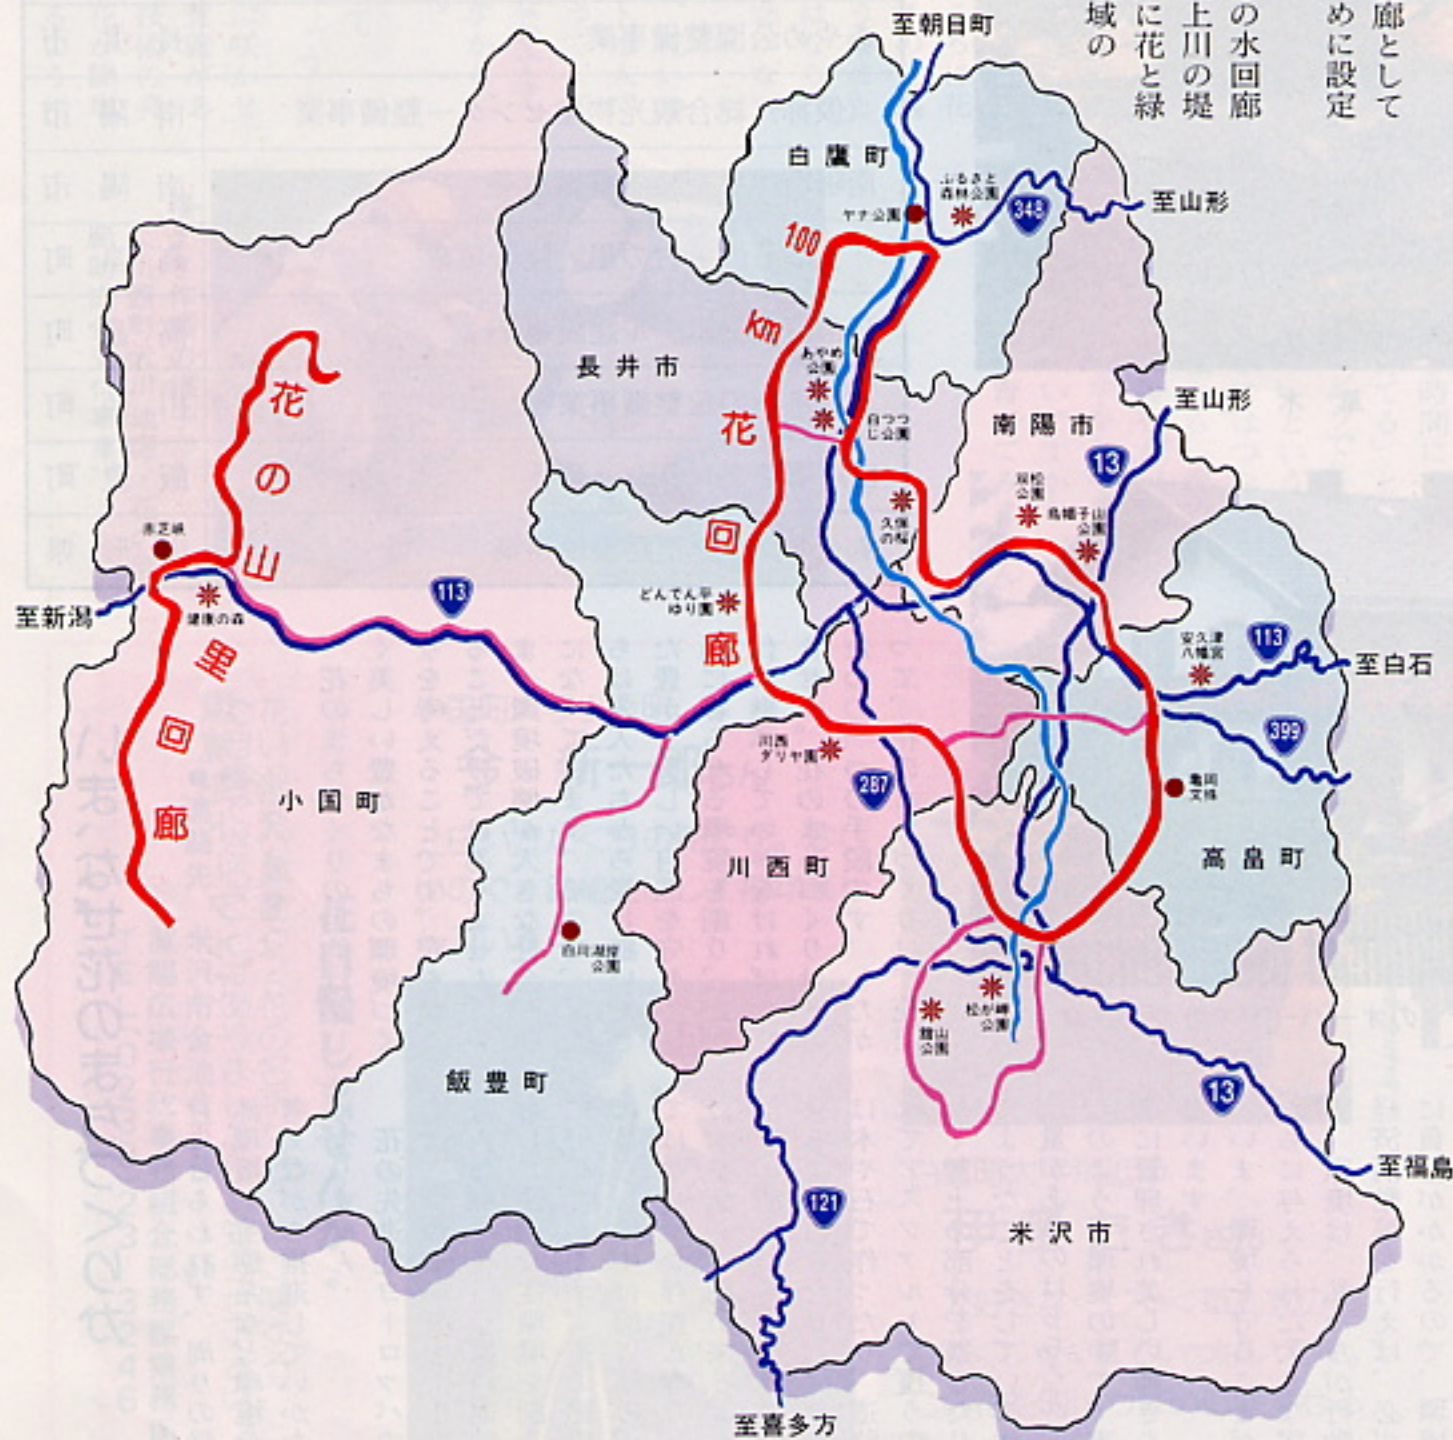 廊として
めに設定
の水回廊
上川の堤
に花と緑
域の
至朝日町
白鷹町
ふるさと
森林公園
ヤナ公園
348
至山形
100
km
花
回
廊
長井市
あやめ
公園
白つつ
じ公園
南陽市
至山形
13
双松
公園
烏帽子山
公園
久保
の桜
花
の
山
里
回
廊
赤芝峡
至新潟
健康の森
113
どんでん平
ゆり園
安久津
八幡宮
113
至白石
399
川西
ダリヤ園
287
亀岡
文殊
小国町
川西町
高畠町
白川湖岸
公園
松が岬
公園
舘山
公園
飯豊町
13
至福島
121
米沢市
至喜多方